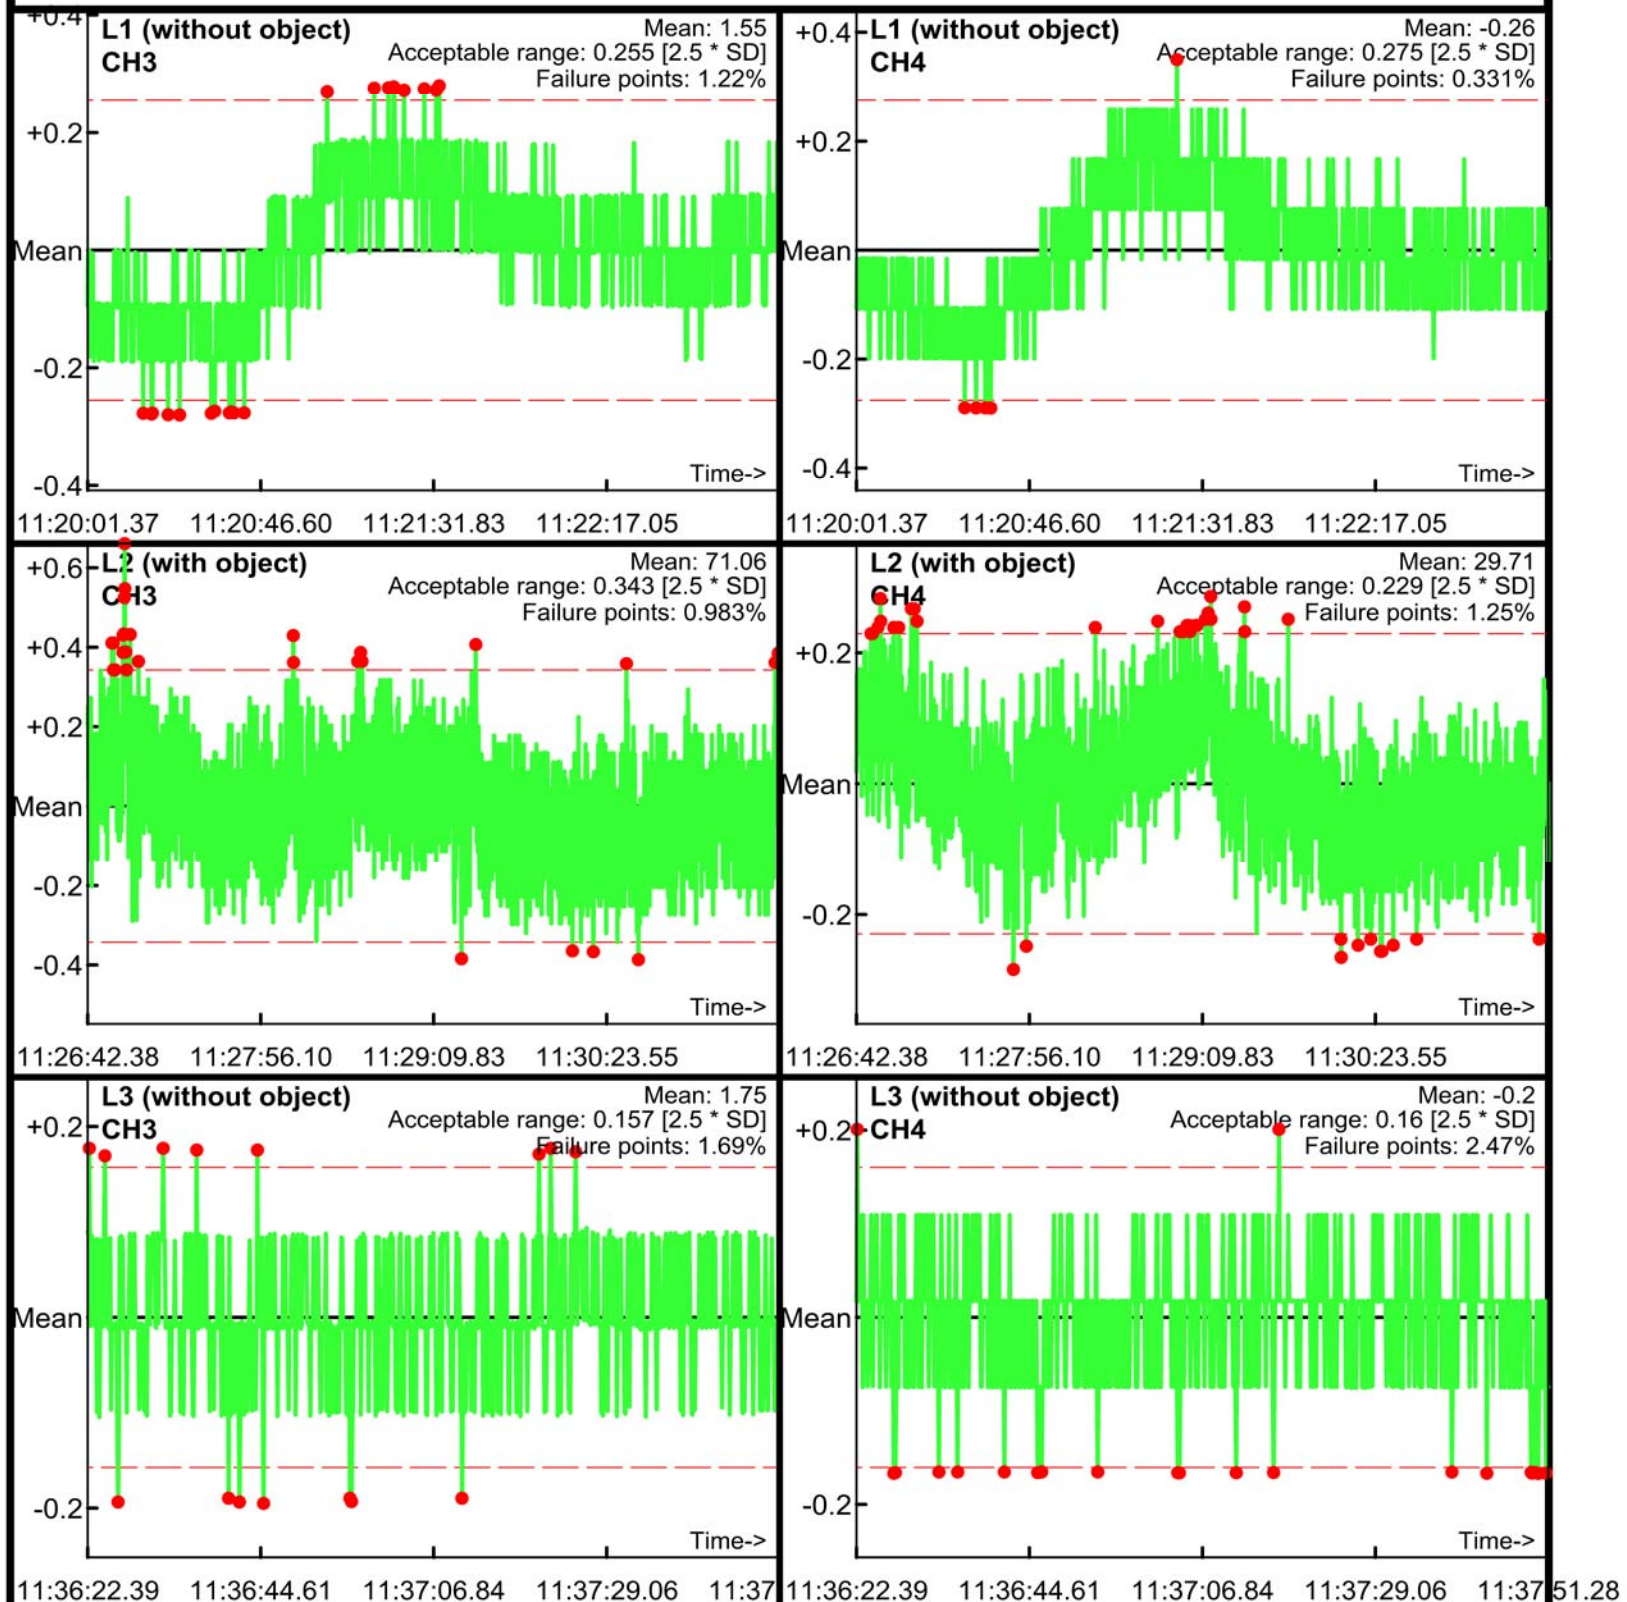 +0.4
L1 (without object)
CH3
Mean: 1.55
Acceptable range: 0.255 [2.5 * SD]
Failure points: 1.22%
+0.2
Mean
-0.2
-0.4
Time->
11:20:01.37 11:20:46.60 11:21:31.83 11:22:17.05
+0.4
L1 (without object)
CH4
Mean: -0.26
Acceptable range: 0.275 [2.5 * SD]
Failure points: 0.331%
+0.2
Mean
-0.2
-0.4
Time->
11:20:01.37 11:20:46.60 11:21:31.83 11:22:17.05
+0.6
L2 (with object)
CH3
Mean: 71.06
Acceptable range: 0.343 [2.5 * SD]
Failure points: 0.983%
+0.4
+0.2
Mean
-0.2
-0.4
Time->
11:26:42.38 11:27:56.10 11:29:09.83 11:30:23.55
L2 (with object)
CH4
Mean: 29.71
Acceptable range: 0.229 [2.5 * SD]
Failure points: 1.25%
+0.2
Mean
-0.2
Time->
11:26:42.38 11:27:56.10 11:29:09.83 11:30:23.55
L3 (without object)
CH3
Mean: 1.75
Acceptable range: 0.157 [2.5 * SD]
Failure points: 1.69%
+0.2
Mean
-0.2
Time->
11:36:22.39 11:36:44.61 11:37:06.84 11:37:29.06 11:37
L3 (without object)
CH4
Mean: -0.2
Acceptable range: 0.16 [2.5 * SD]
Failure points: 2.47%
+0.2
Mean
-0.2
Time->
11:36:22.39 11:36:44.61 11:37:06.84 11:37:29.06 11:37:51.28